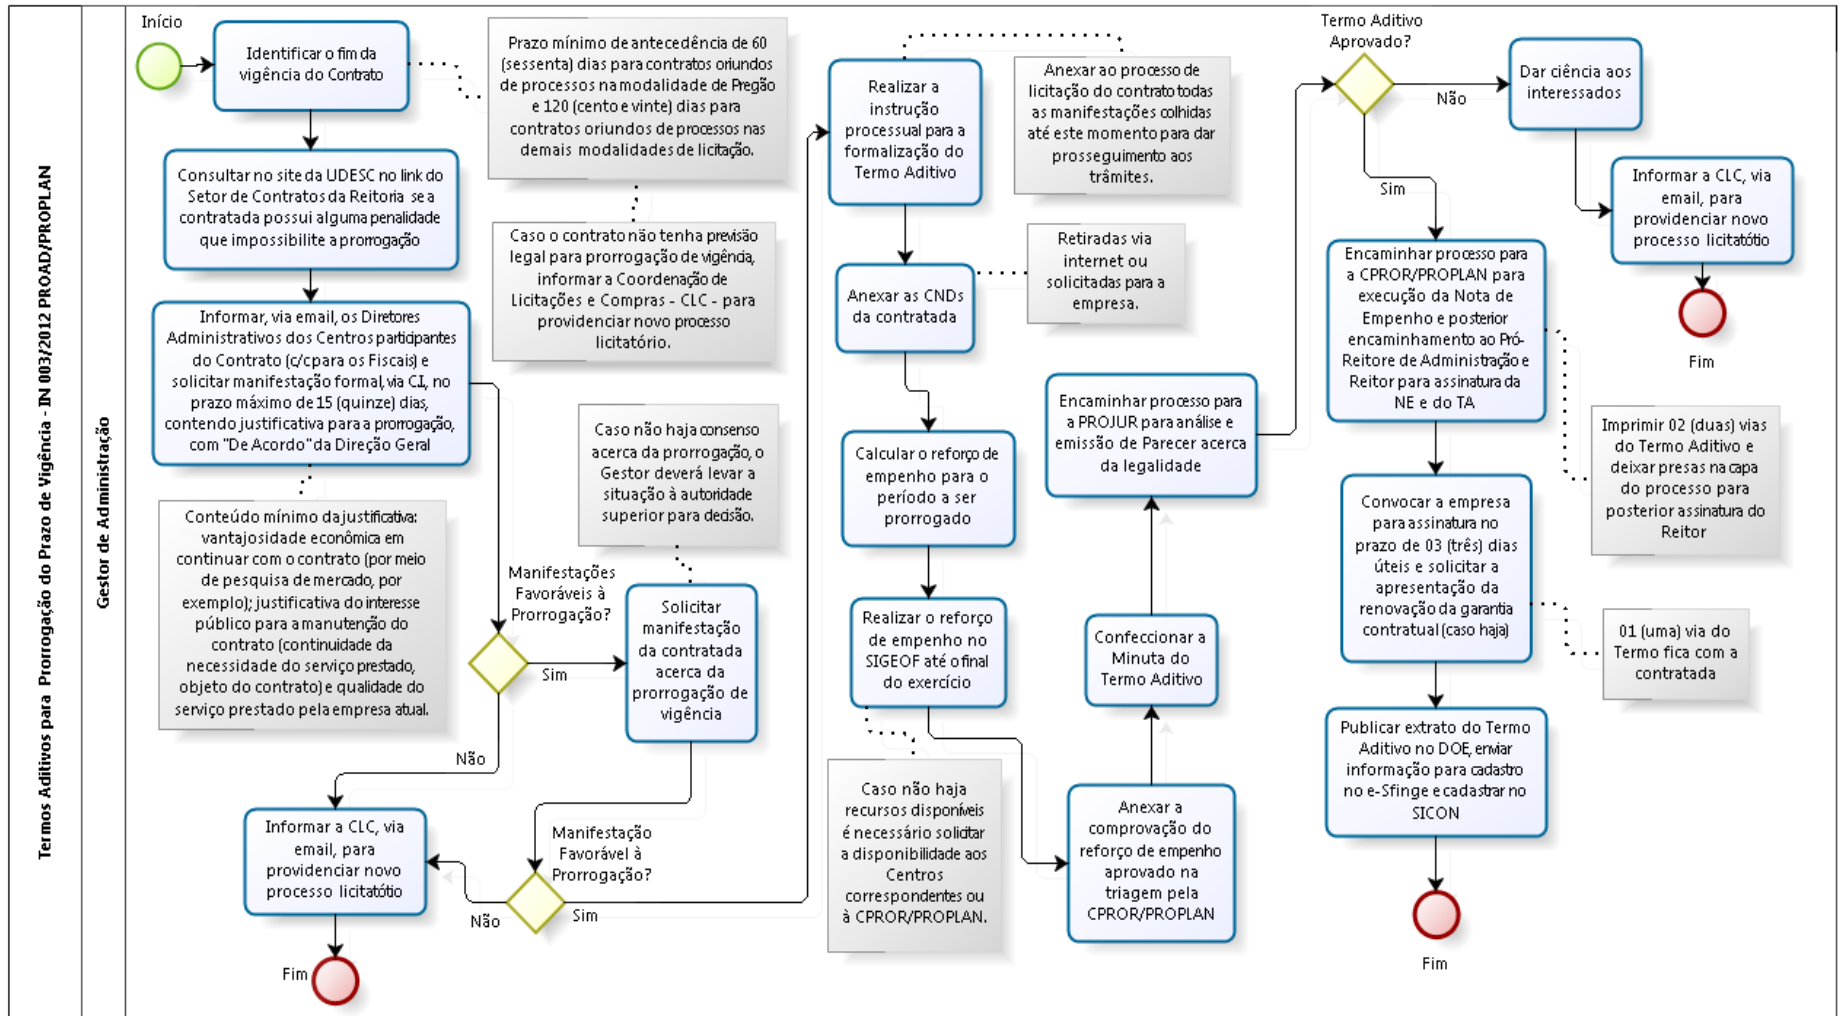 Termos Aditivos para Prorrogação do Prazo de Vigência - IN 003/2012 PROAD/PROPLAN
Gestor de Administração
Início
Identificar o fim da
vigência do Contrato
Prazo mínimo de antecedência de 60
(sessenta) dias para contratos oriundos
de processos na modalidade de Pregão
e 120 (cento e vinte) dias para
contratos oriundos de processos nas
demais modalidades de licitação.
Consultar no site da UDESC no link do
Setor de Contratos da Reitoria se a
contratada possui alguma penalidade
que impossibilite a prorrogação
Caso o contrato não tenha previsão
legal para prorrogação de vigência,
informar a Coordenação de
Licitações e Compras - CLC - para
providenciar novo processo
licitatório.
Informar, via email, os Diretores
Administrativos dos Centros participantes
do Contrato (c/cpara os Fiscais) e
solicitar manifestação formal, via CI, no
prazo máximo de 15 (quinze) dias,
contendo justificativa para a prorrogação,
com "De Acordo" da Direção Geral
Conteúdo mínimo da justificativa:
vantajosidade econômica em
continuar com o contrato (por meio
de pesquisa de mercado, por
exemplo); justificativa do interesse
público para a manutenção do
contrato (continuidade da
necessidade do serviço prestado,
objeto do contrato) e qualidade do
serviço prestado pela empresa atual.
Caso não haja consenso
acerca da prorrogação, o
Gestor deverá levar a
situação à autoridade
superior para decisão.
Manifestações
Favoráveis à
Prorrogação?
Sim
Não
Solicitar
manifestação
da contratada
acerca da
prorrogação de
vigência
Informar a CLC, via
email, para
providenciar novo
processo licitatótio
Fim
Manifestação
Favorável à
Prorrogação?
Não
Sim
Realizar a
instrução
processual para a
formalização do
Termo Aditivo
Anexar ao processo de
licitação do contrato todas
as manifestações colhidas
até este momento para dar
prosseguimento aos
trâmites.
Anexar as CNDs
da contratada
Retiradas via
internet ou
solicitadas para a
empresa.
Calcular o reforço de
empenho para o
período a ser
prorrogado
Realizar o reforço
de empenho no
SIGEOF até o final
do exercício
Caso não haja
recursos disponíveis
é necessário solicitar
a disponibilidade aos
Centros
correspondentes ou
à CPROR/PROPLAN.
Anexar a
comprovação do
reforço de empenho
aprovado na
triagem pela
CPROR/PROPLAN
Confeccionar a
Minuta do
Termo Aditivo
Encaminhar processo para
a PROJUR para análise e
emissão de Parecer acerca
da legalidade
Termo Aditivo
Aprovado?
Não
Sim
Dar ciência aos
interessados
Informar a CLC, via
email, para
providenciar novo
processo licitatótio
Fim
Encaminhar processo para
a CPROR/PROPLAN para
execução da Nota de
Empenho e posterior
encaminhamento ao Pró-
Reitore de Administração e
Reitor para assinatura da
NE e do TA
Imprimir 02 (duas) vias
do Termo Aditivo e
deixar presas na capa
do processo para
posterior assinatura do
Reitor
Convocar a empresa
para assinatura no
prazo de 03 (três) dias
úteis e solicitar a
apresentação da
renovação da garantia
contratual (caso haja)
01 (uma) via do
Termo fica com a
contratada
Publicar extrato do Termo
Aditivo no DOE, enviar
informação para cadastro
no e-Sfinge e cadastrar no
SICON
Fim